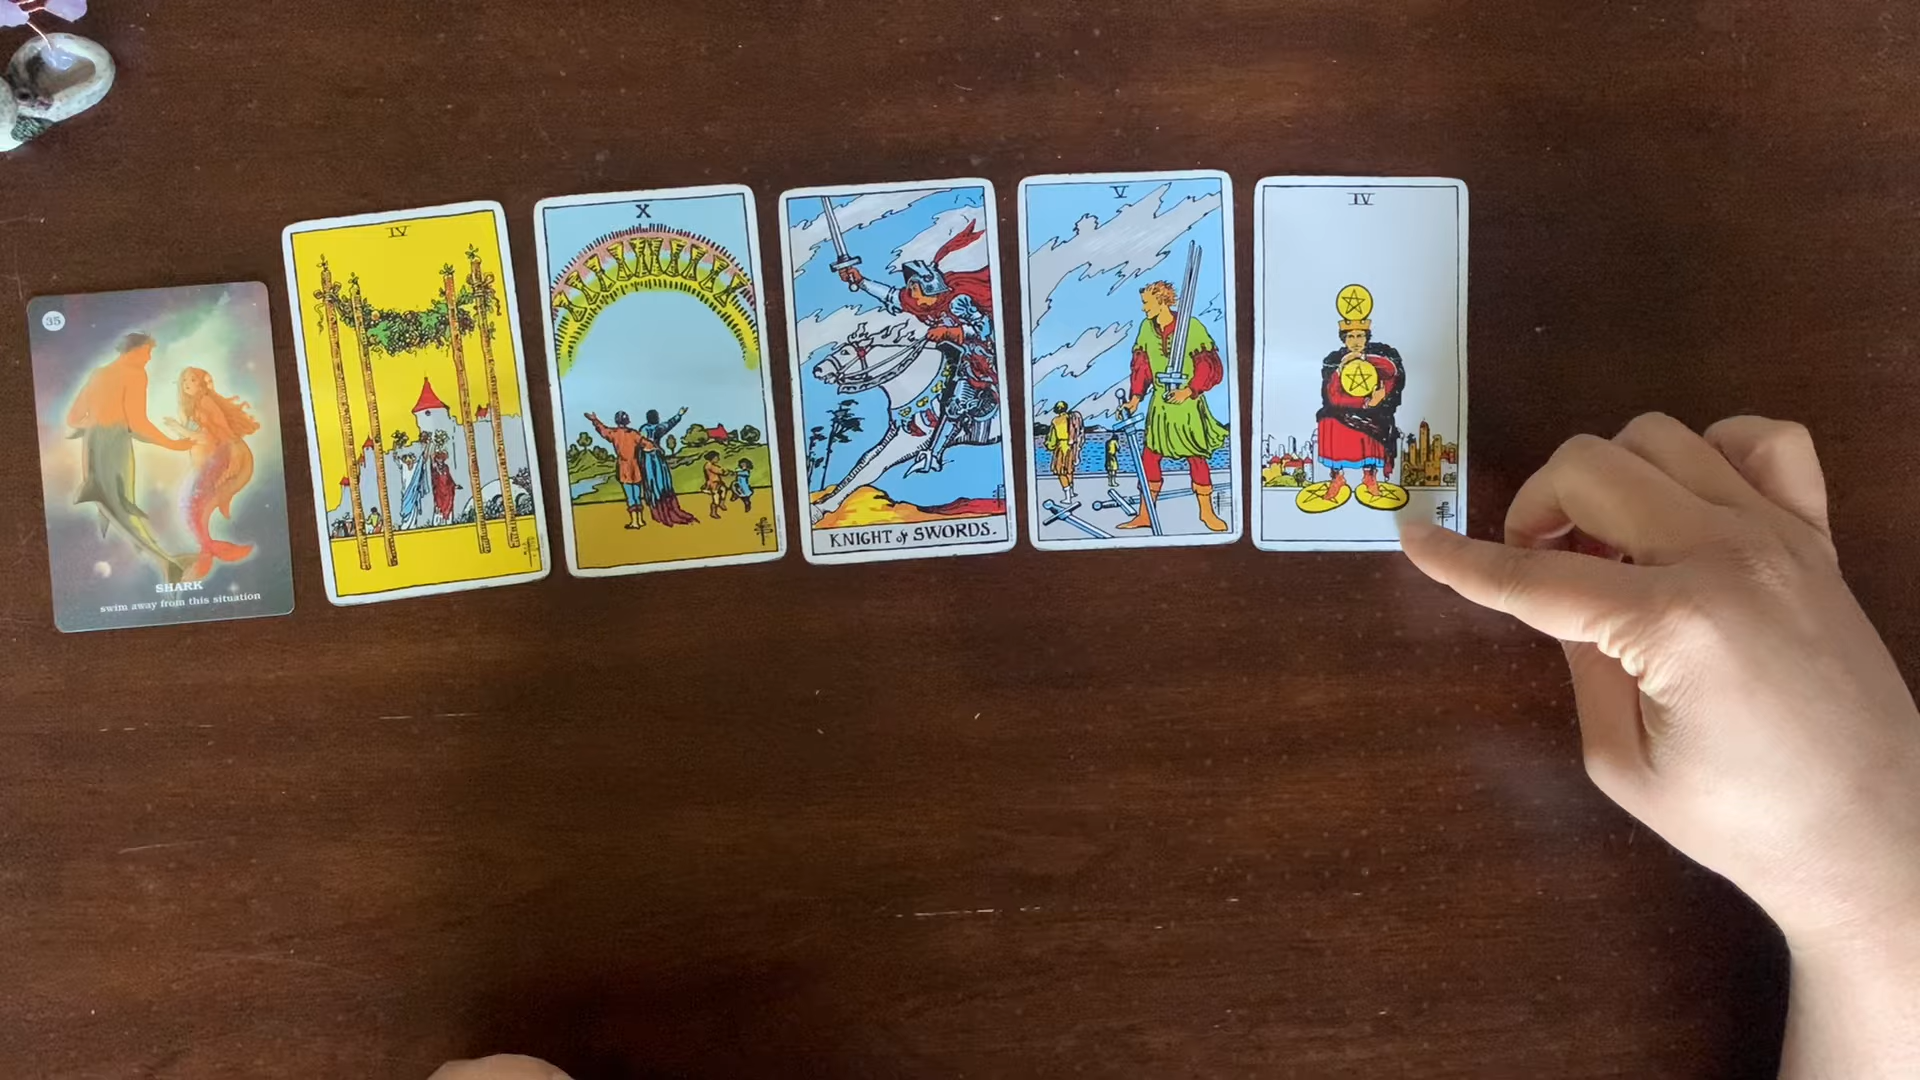 35
SHARK
swim away from this situation
IV
X
KNIGHT of SWORDS.
V
IV